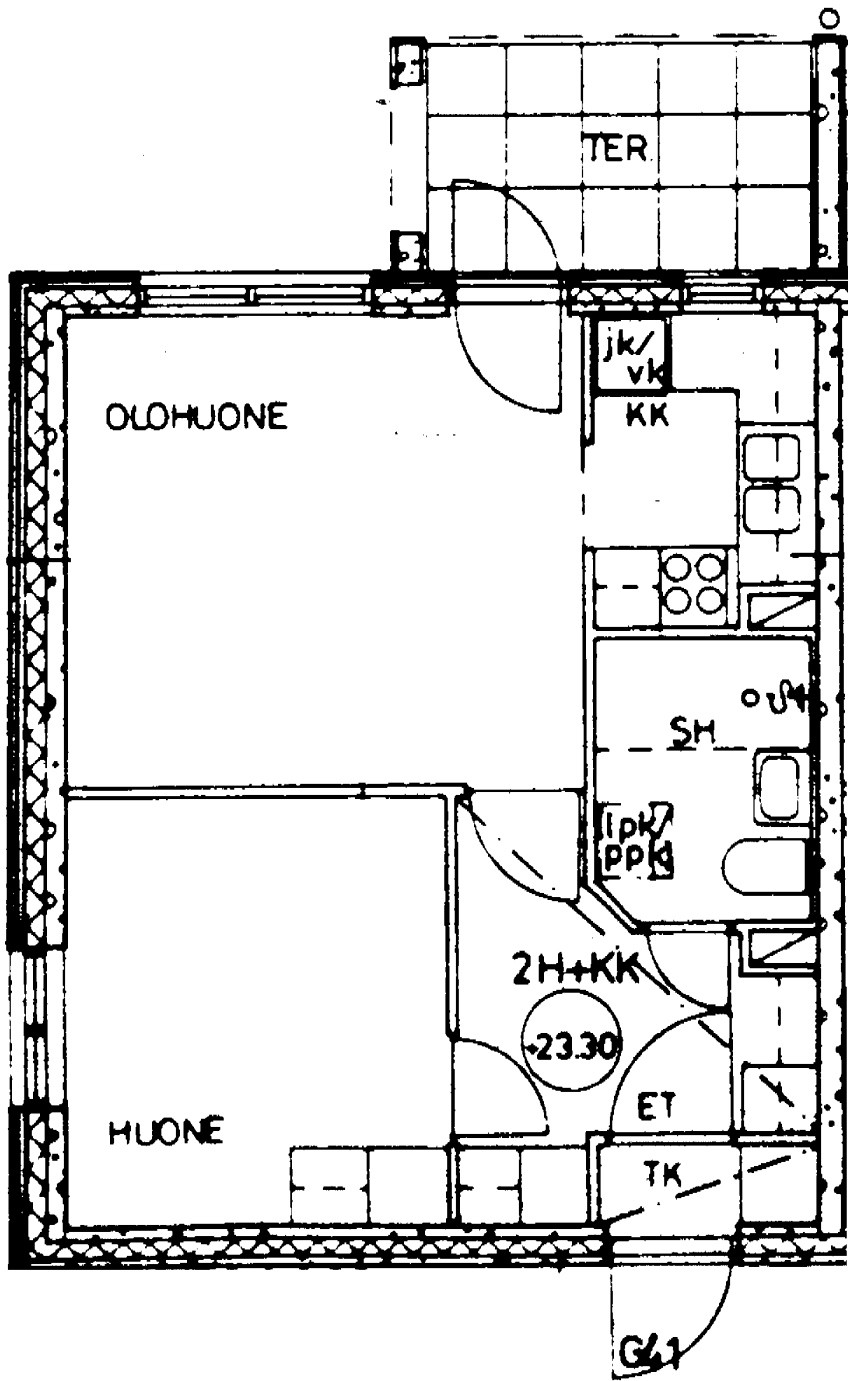 TER
jk/
vk
KK
OLOHUONE
SH
lpk/
ppk
2H+KK
+23.30
ET
HUONE
TK
G41